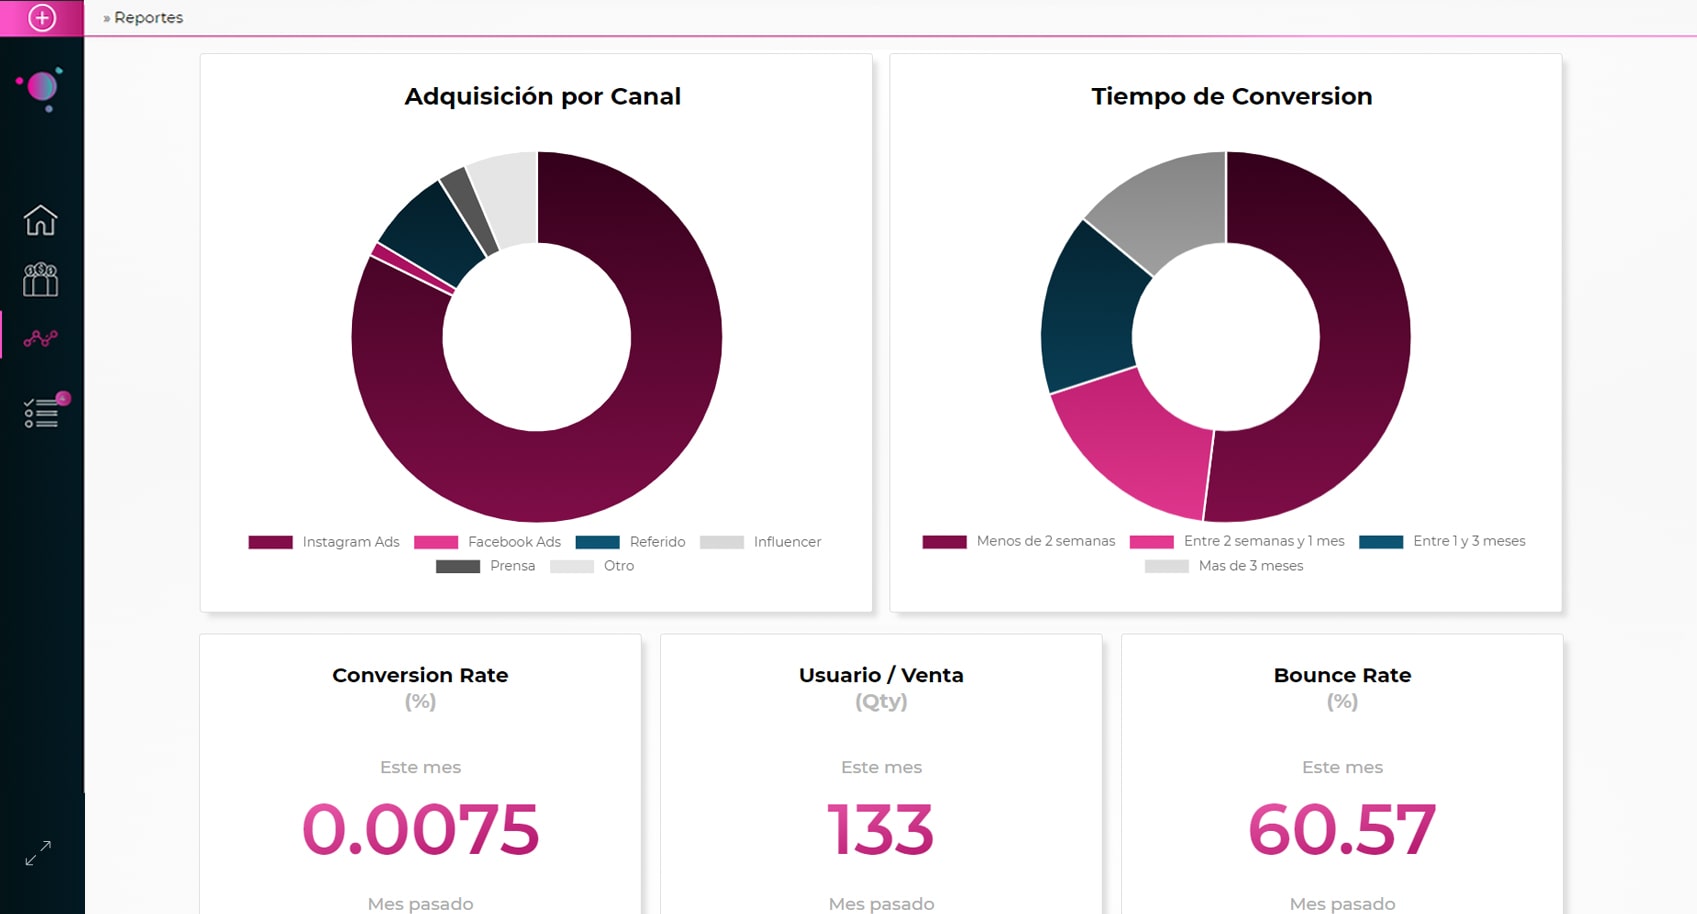 » Reportes
Adquisición por Canal
Instagram Ads Facebook Ads Referido Influencer
Prensa Otro
Tiempo de Conversion
Menos de 2 semanas Entre 2 semanas y 1 mes Entre 1 y 3 meses
Mas de 3 meses
Conversion Rate
(%)
Este mes
0.0075
Mes pasado
Usuario / Venta
(Qty)
Este mes
133
Mes pasado
Bounce Rate
(%)
Este mes
60.57
Mes pasado